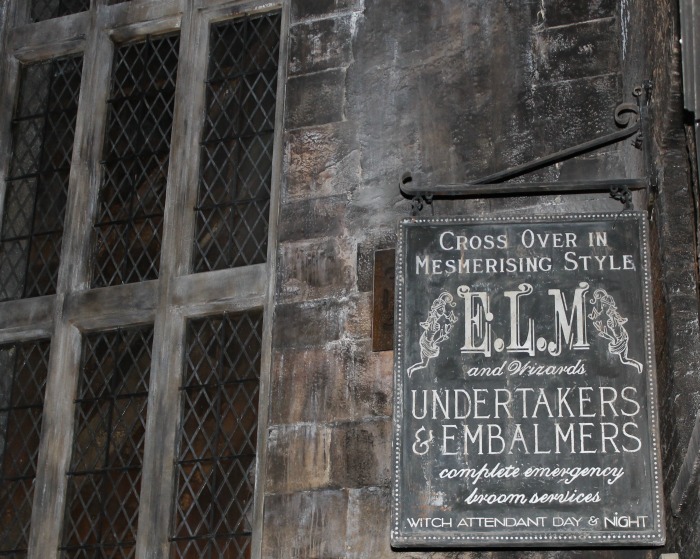 CROSS OVER IN
MESMERISING STYLE
E.L.M
and Wizards
UNDERTAKERS
& EMBALMERS
complete emergency
broom services
WITCH ATTENDANT DAY & NIGHT